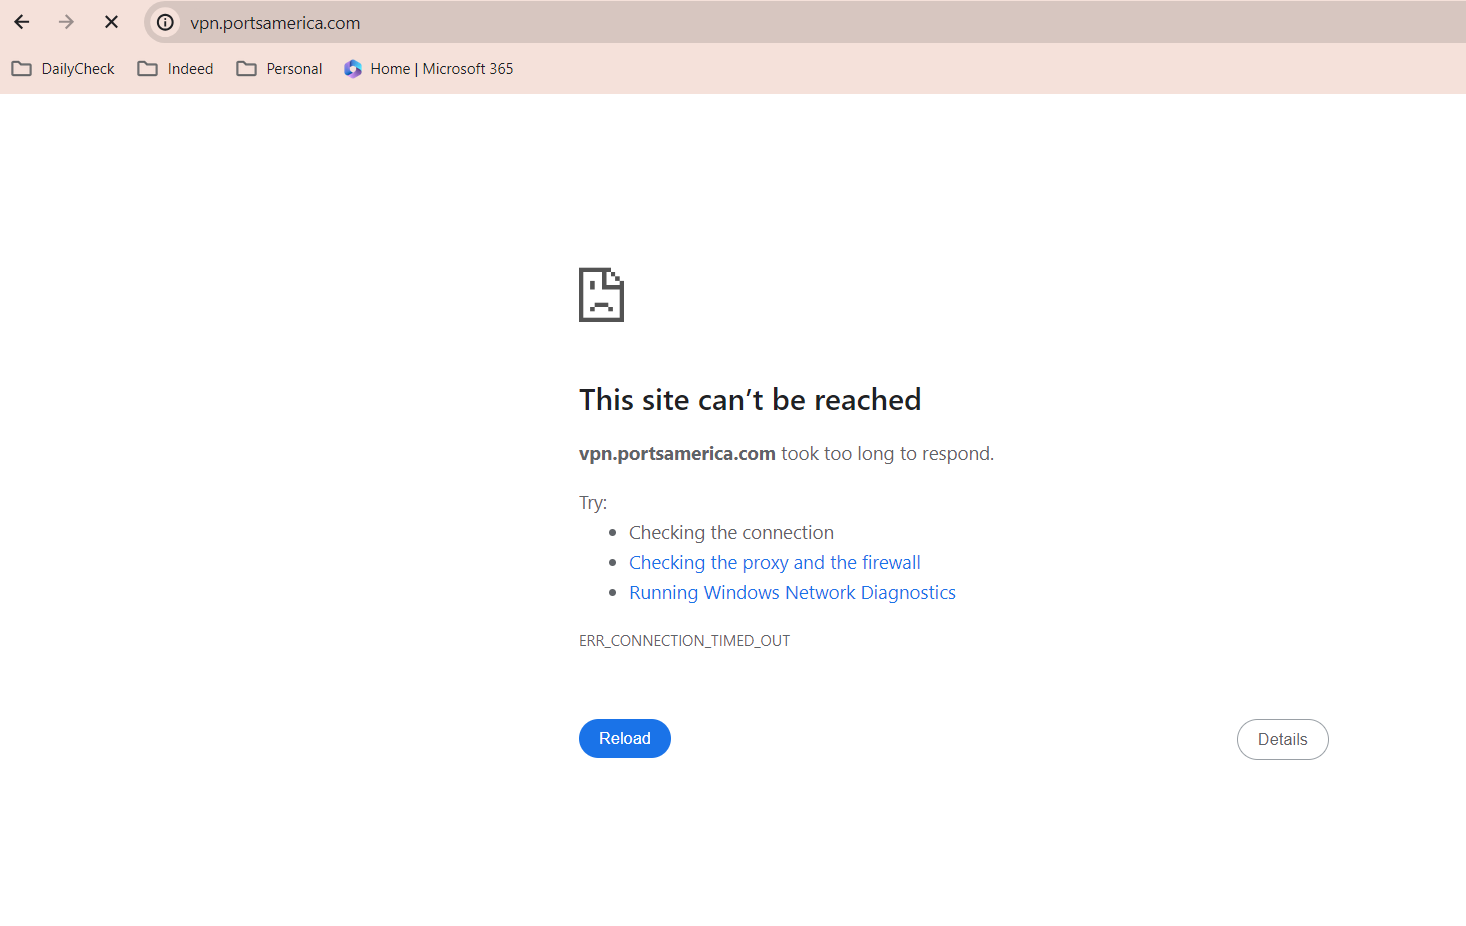 vpn.portsamerica.com
DailyCheck Indeed Personal Home | Microsoft 365
This site can’t be reached
vpn.portsamerica.com took too long to respond.
Try:
Checking the connection
Checking the proxy and the firewall
Running Windows Network Diagnostics
ERR_CONNECTION_TIMED_OUT
Reload Details